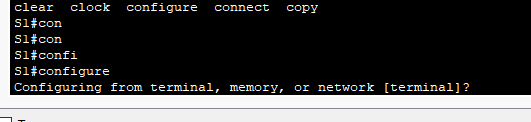 clear  clock  configure  connect  copy
S1#con
S1#con
S1#confi
S1#configure
Configuring from terminal, memory, or network [terminal]?